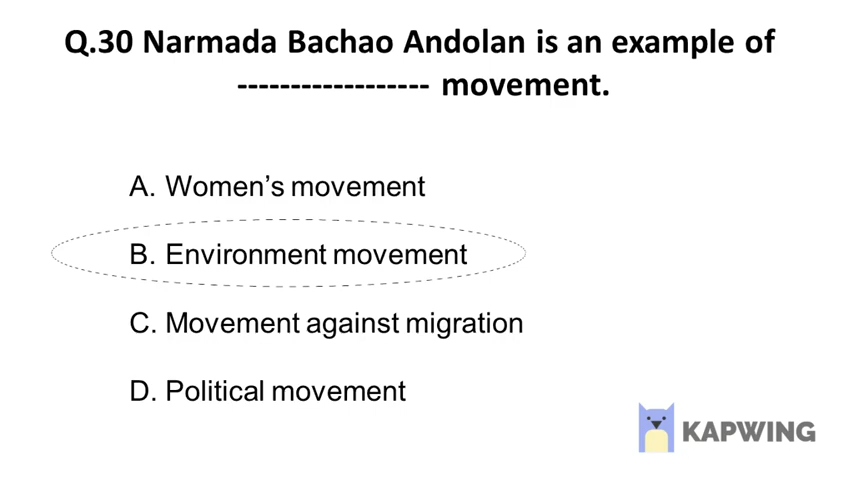 Q.30 Narmada Bachao Andolan is an example of
------------------ movement.
A. Women’s movement
B. Environment movement
C. Movement against migration
D. Political movement
KAPWING